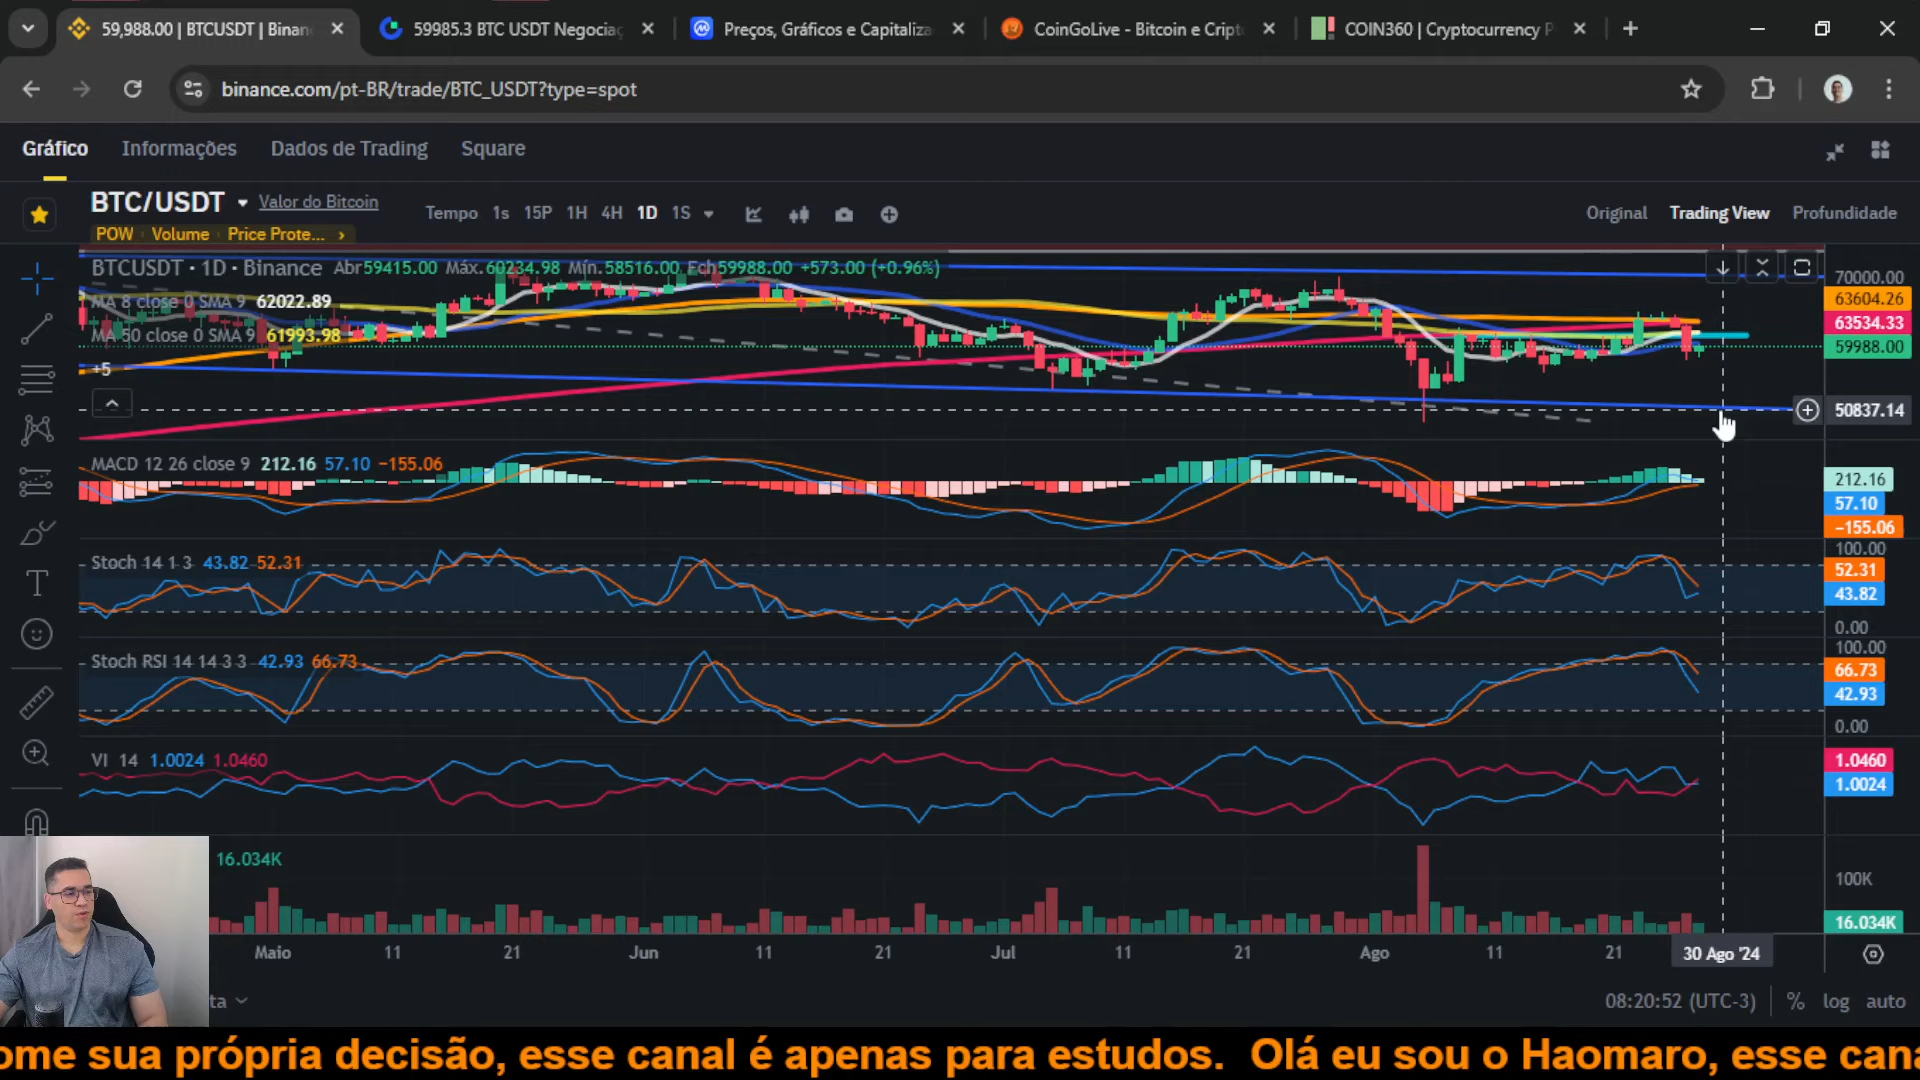 59,988.00 | BTCUSDT | Binan
59985.3 BTC USDT Negociaç
Preços, Gráficos e Capitaliza
CoinGoLive - Bitcoin e Cript
COIN360 | Cryptocurrency P
binance.com/pt-BR/trade/BTC_USDT?type=spot
Gráfico Informações Dados de Trading Square
BTC/USDT Valor do Bitcoin
Tempo 1s 15P 1H 4H 1D 1S
Original Trading View Profundidade
POW Volume Price Prote... ›
BTCUSDT · 1D · Binance Abr59415.00 Máx.60234.98 Mín.58516.00 Fch59988.00 +573.00 (+0.96%)
MA 8 close 0 SMA 9 62022.89
MA 50 close 0 SMA 9 61993.98
+5
70000.00
63604.26
63534.33
59988.00
50837.14
MACD 12 26 close 9 212.16 57.10 −155.06
212.16
57.10
−155.06
Stoch 14 1 3 43.82 52.31
100.00
52.31
43.82
0.00
Stoch RSI 14 14 3 3 42.93 66.73
100.00
66.73
42.93
0.00
VI 14 1.0024 1.0460
1.0460
1.0024
16.034K
100K
16.034K
Maio 11 21 Jun 11 21 Jul 11 21 Ago 11 21 30 Ago '24
ta
08:20:52 (UTC-3) % log auto
ome sua própria decisão, esse canal é apenas para estudos. Olá eu sou o Haomaro, esse cana